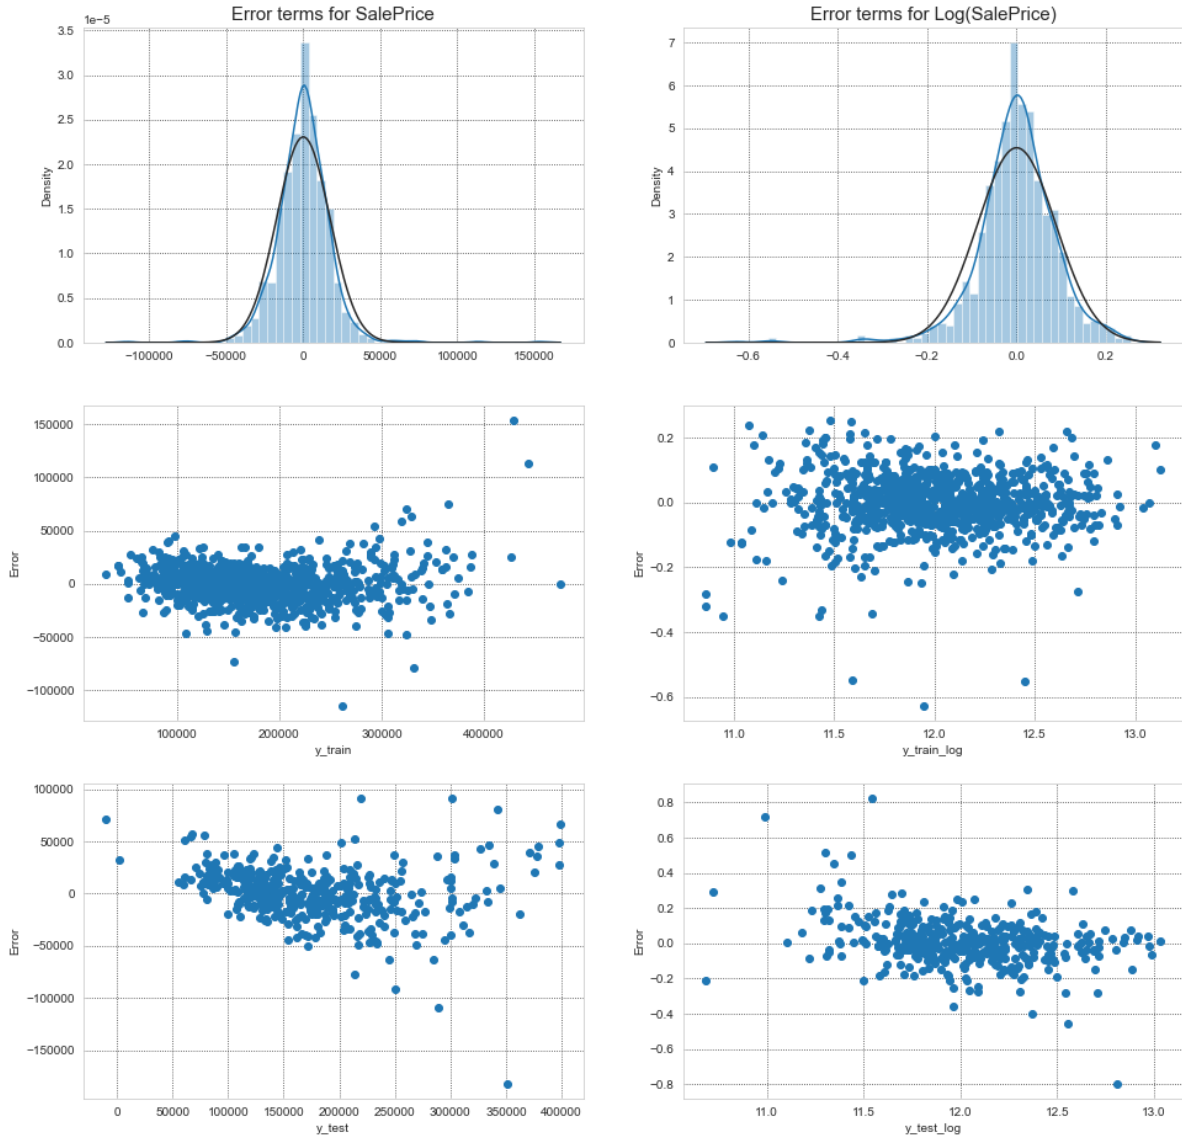 Error terms for SalePrice
1e−5
3.5
3.0
2.5
2.0
1.5
1.0
0.5
0.0
Density
−100000 −50000 0 50000 100000 150000
Error terms for Log(SalePrice)
7
6
5
4
3
2
1
0
Density
−0.6 −0.4 −0.2 0.0 0.2
150000
100000
50000
0
−50000
−100000
Error
100000 200000 300000 400000
y_train
0.2
0.0
−0.2
−0.4
−0.6
Error
11.0 11.5 12.0 12.5 13.0
y_train_log
100000
50000
0
−50000
−100000
−150000
Error
0 50000 100000 150000 200000 250000 300000 350000 400000
y_test
0.8
0.6
0.4
0.2
0.0
−0.2
−0.4
−0.6
−0.8
Error
11.0 11.5 12.0 12.5 13.0
y_test_log